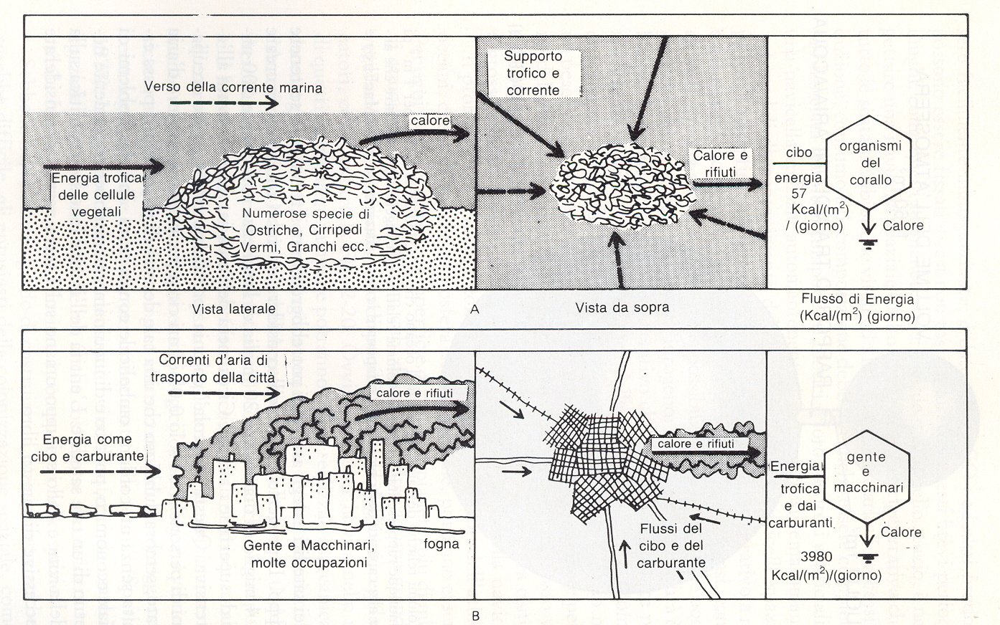 Verso della corrente marina
calore
Energia trofica
delle cellule
vegetali
Numerose specie di
Ostriche, Cirripedi
Vermi, Granchi ecc.
Supporto
trofico e
corrente
Calore e
rifiuti
cibo
energia
57
Kcal/(m²)
/ (giorno)
organismi
del
corallo
Calore
Vista laterale
A
Vista da sopra
Flusso di Energia
(Kcal/(m²) (giorno)
Correnti d'aria di
trasporto della città
calore e rifiuti
Energia come
cibo e carburante
Gente e Macchinari,
molte occupazioni
fogna
calore e rifiuti
Flussi del
cibo e del
carburante
Energia
trofica
e dai
carburanti
3980
Kcal/(m²)/(giorno)
gente
e
macchinari
Calore
B